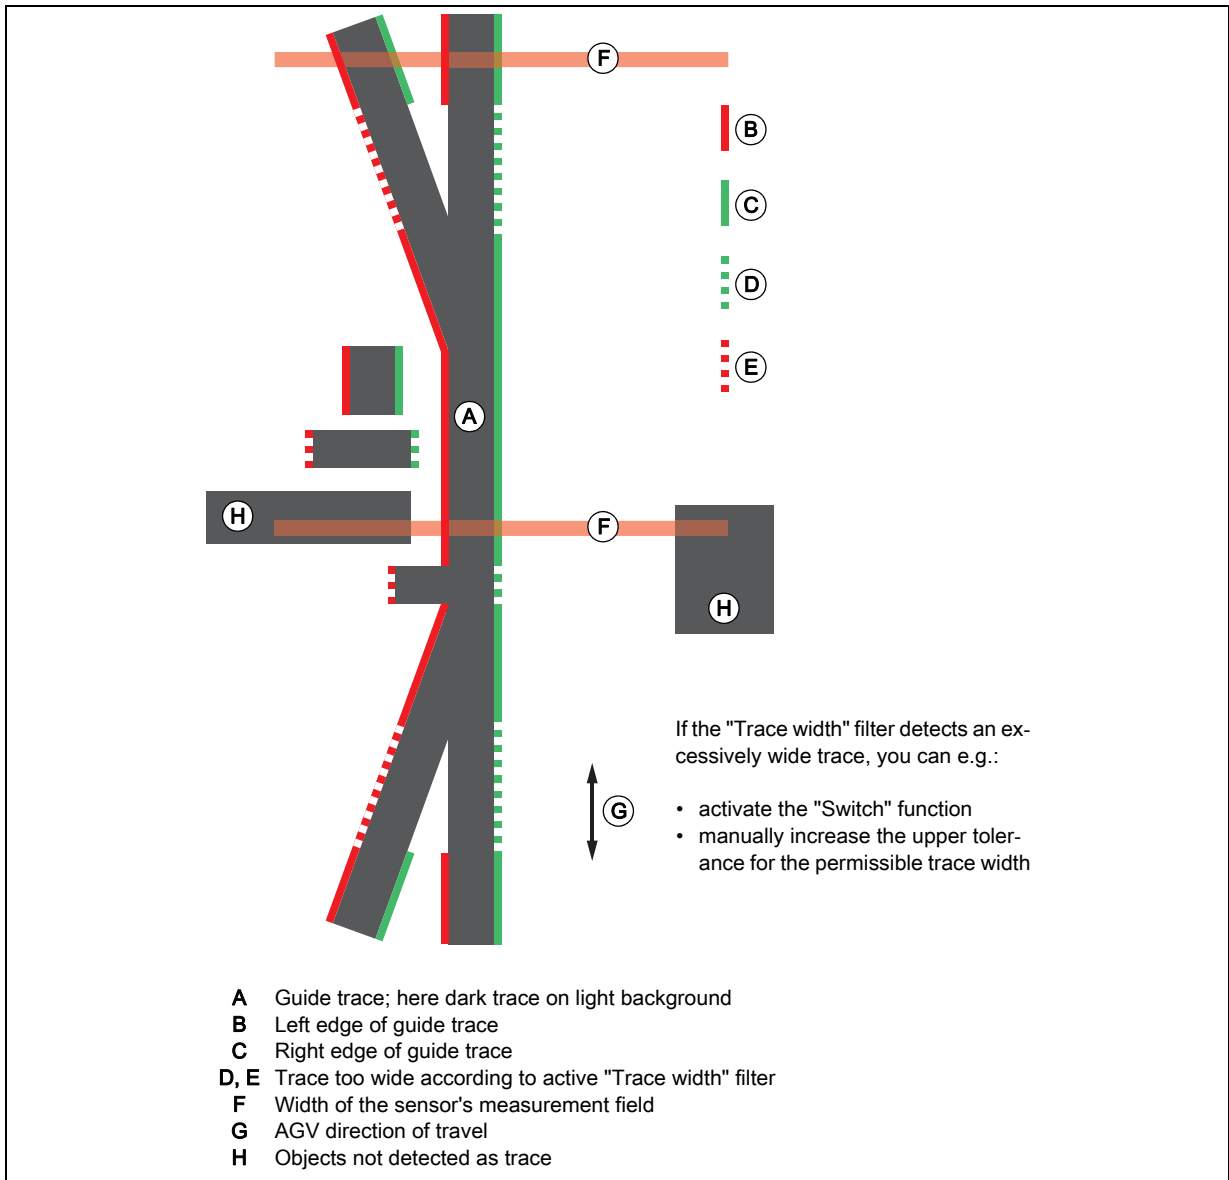 F
B
C
D
E
A
H
F
H
If the "Trace width" filter detects an ex-
cessively wide trace, you can e.g.:
• activate the "Switch" function
• manually increase the upper toler-
ance for the permissible trace width
G
A Guide trace; here dark trace on light background
B Left edge of guide trace
C Right edge of guide trace
D, E Trace too wide according to active "Trace width" filter
F Width of the sensor's measurement field
G AGV direction of travel
H Objects not detected as trace